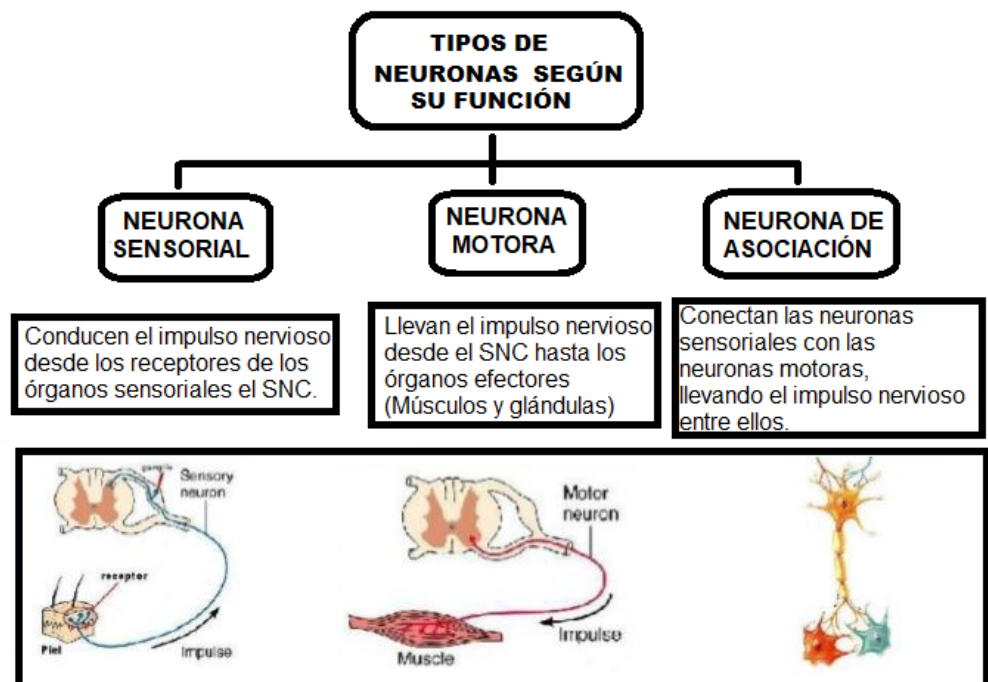 TIPOS DE
NEURONAS SEGÚN
SU FUNCIÓN
NEURONA
SENSORIAL
NEURONA
MOTORA
NEURONA DE
ASOCIACIÓN
Conducen el impulso nervioso
desde los receptores de los
órganos sensoriales el SNC.
Llevan el impulso nervioso
desde el SNC hasta los
órganos efectores
(Músculos y glándulas)
Conectan las neuronas
sensoriales con las
neuronas motoras,
llevando el impulso nervioso
entre ellos.
Sensory
neuron
receptor
Piel
Impulse
Motor
neuron
Impulse
Muscle